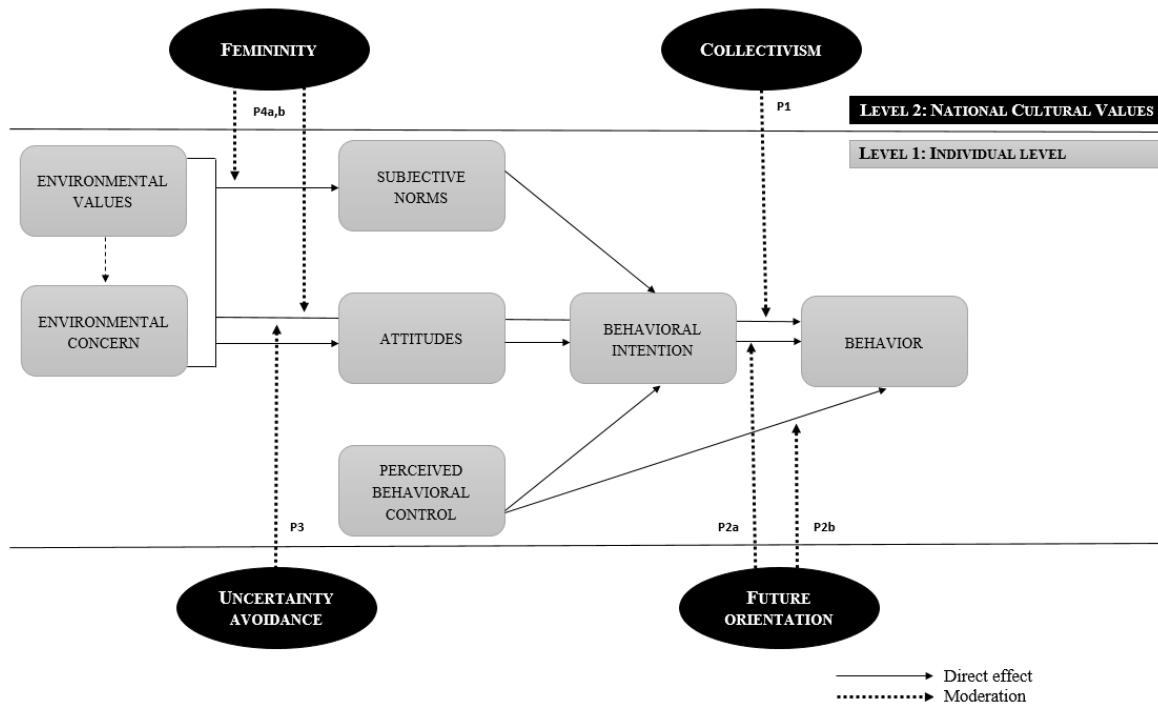 FEMININITY
COLLECTIVISM
P4a,b
P1
LEVEL 2: NATIONAL CULTURAL VALUES
LEVEL 1: INDIVIDUAL LEVEL
ENVIRONMENTAL
VALUES
SUBJECTIVE
NORMS
ENVIRONMENTAL
CONCERN
ATTITUDES
BEHAVIORAL
INTENTION
BEHAVIOR
PERCEIVED
BEHAVIORAL
CONTROL
P3
P2a
P2b
UNCERTAINTY
AVOIDANCE
FUTURE
ORIENTATION
Direct effect
Moderation